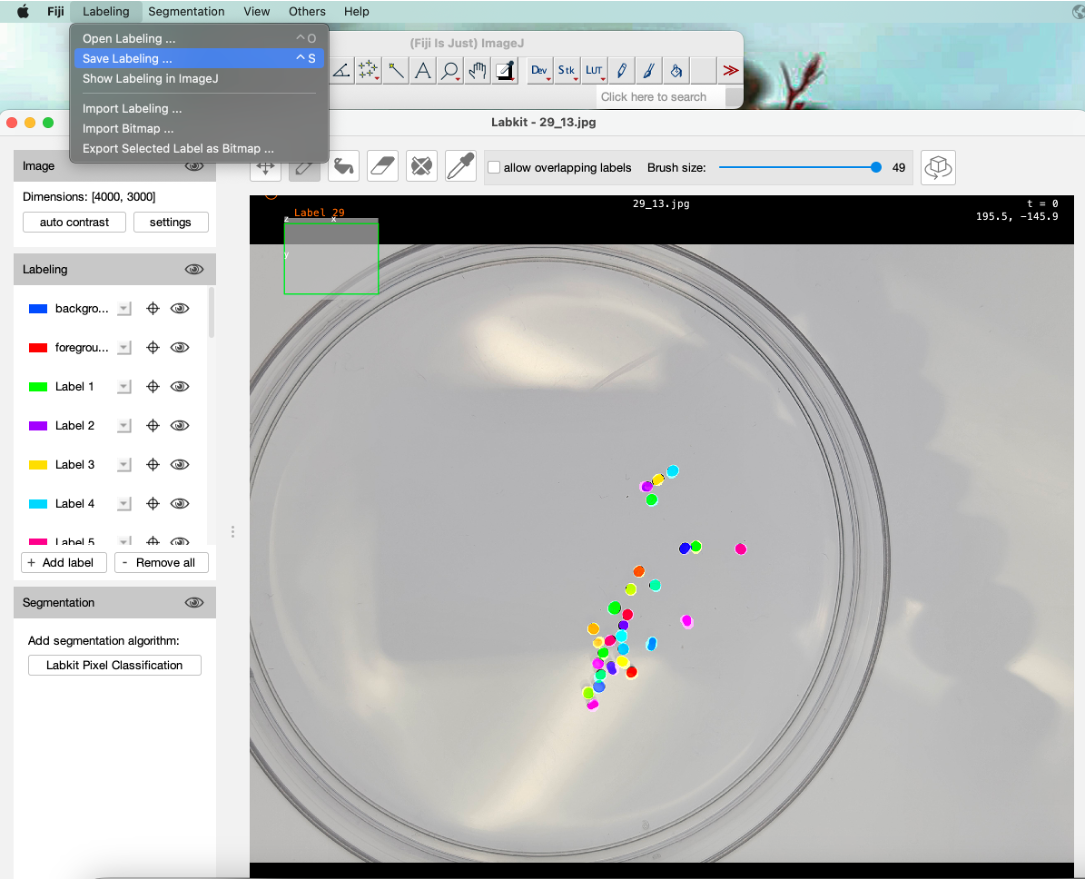 Fiji Labeling Segmentation View Others Help
Open Labeling ... ^ O
Save Labeling ... ^ S
Show Labeling in ImageJ
Import Labeling ...
Import Bitmap ...
Export Selected Label as Bitmap ...
(Fiji Is Just) ImageJ
A Dev Stk LUT >>
Click here to search
Labkit - 29_13.jpg
Image
allow overlapping labels Brush size: 49
Dimensions: [4000, 3000]
auto contrast settings
Labeling
backgro...
foregrou...
Label 1
Label 2
Label 3
Label 4
Label 5
+ Add label - Remove all
Segmentation
Add segmentation algorithm:
Labkit Pixel Classification
29_13.jpg t = 0
195.5, -145.9
Label 29
z x
y